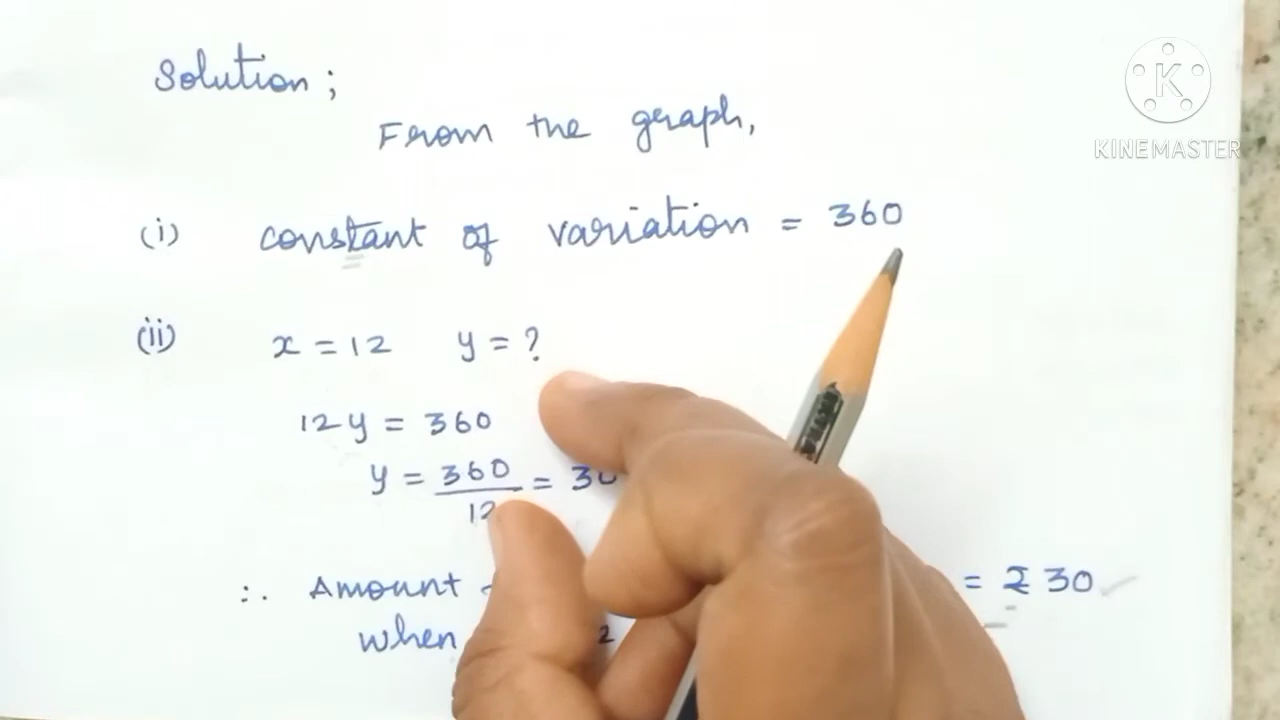 Solution;
From the graph,
(i) constant of variation = 360
(ii) x = 12 y = ?
12y = 360
y = 360/12 = 30
∴ Amount = ₹ 30
when 2
K
KINEMASTER